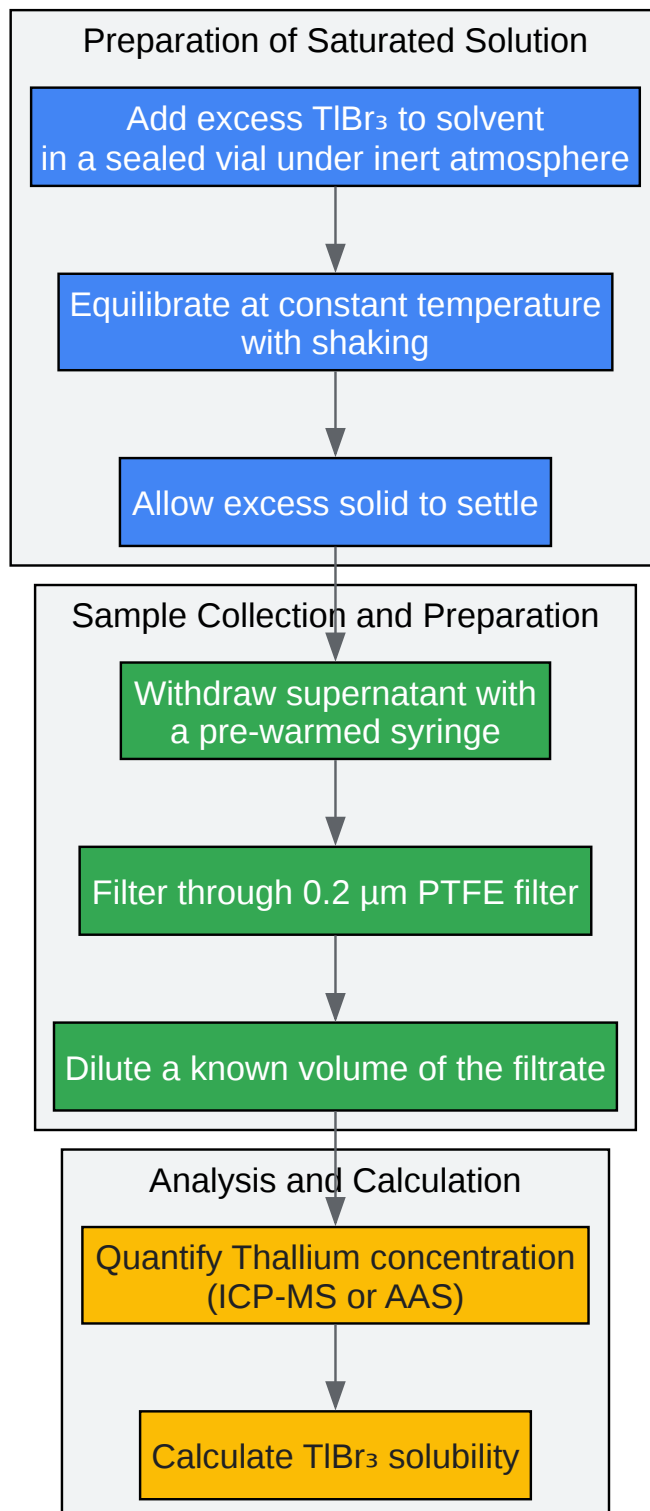 Preparation of Saturated Solution
Add excess TlBr₃ to solvent
in a sealed vial under inert atmosphere
Equilibrate at constant temperature
with shaking
Allow excess solid to settle
Sample Collection and Preparation
Withdraw supernatant with
a pre-warmed syringe
Filter through 0.2 µm PTFE filter
Dilute a known volume of the filtrate
Analysis and Calculation
Quantify Thallium concentration
(ICP-MS or AAS)
Calculate TlBr₃ solubility